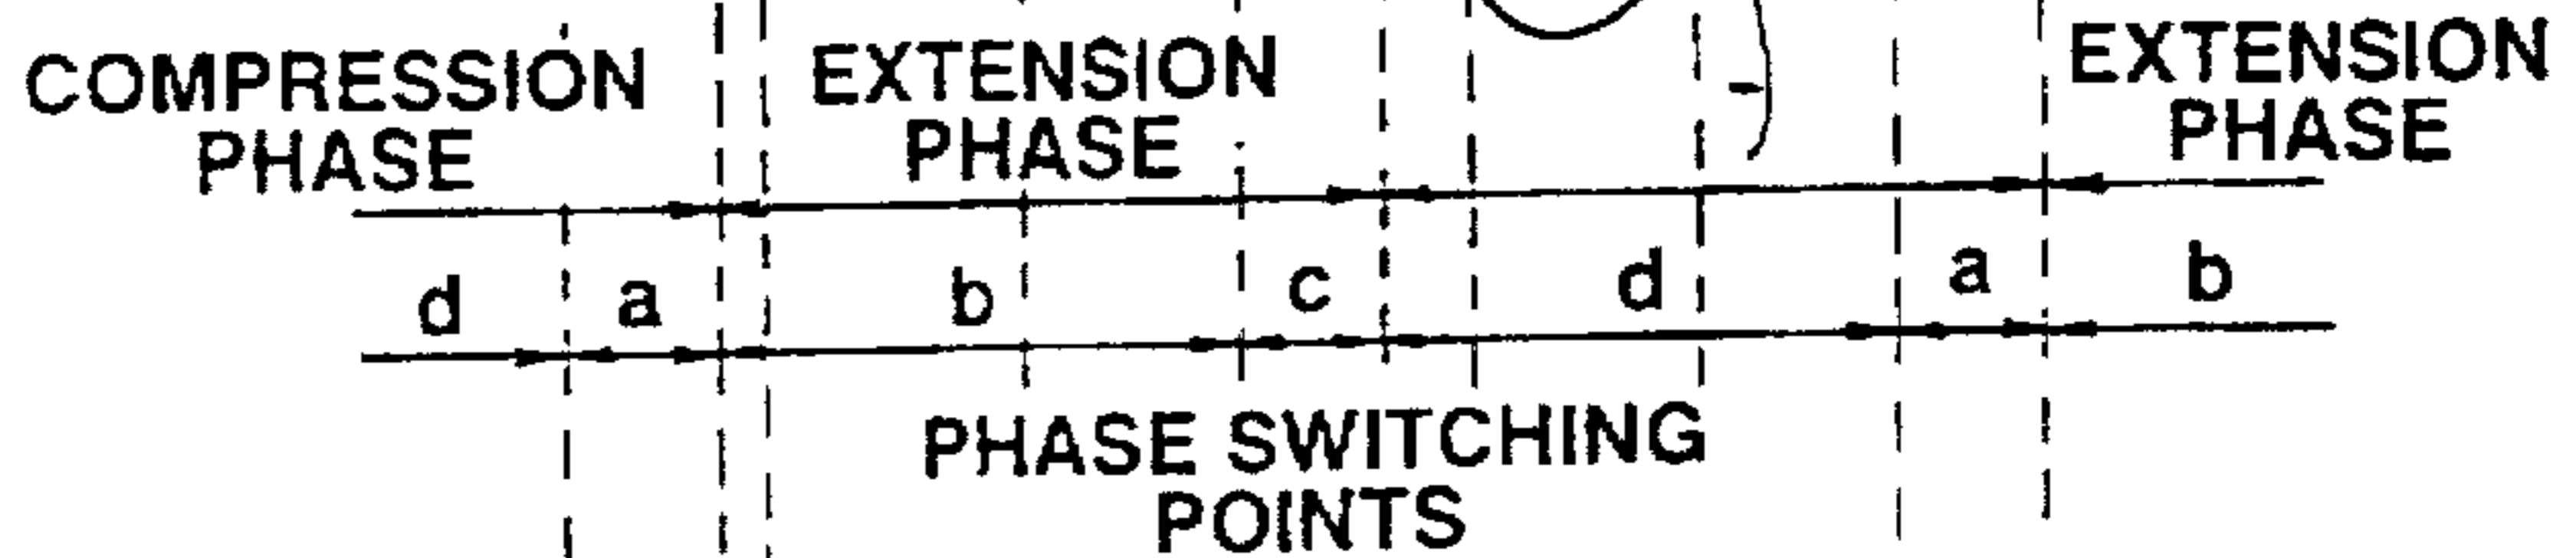 COMPRESSION
PHASE
EXTENSION
PHASE
EXTENSION
PHASE
d a b c d a b
PHASE SWITCHING
POINTS